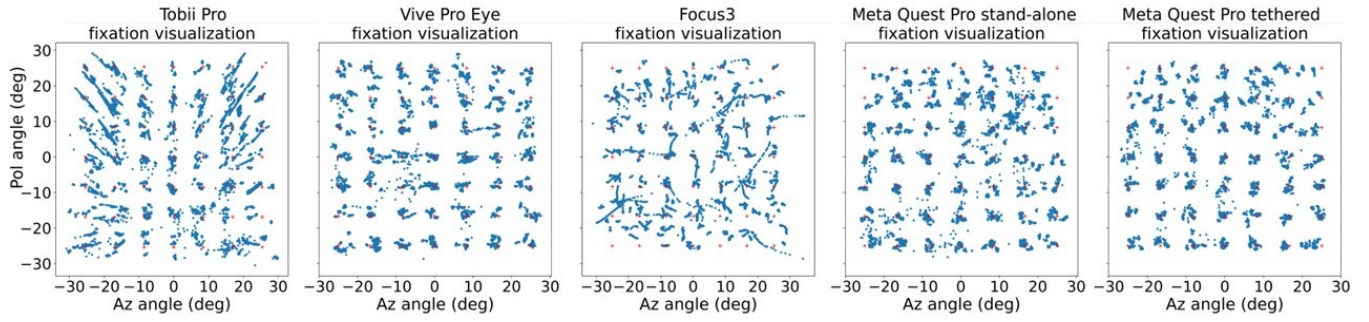 Tobii Pro
fixation visualization
Vive Pro Eye
fixation visualization
Focus3
fixation visualization
Meta Quest Pro stand-alone
fixation visualization
Meta Quest Pro tethered
fixation visualization
Pol angle (deg)
30
20
10
0
−10
−20
−30
−30 −20 −10 0 10 20 30
Az angle (deg)
−30 −20 −10 0 10 20 30
Az angle (deg)
−30 −20 −10 0 10 20 30
Az angle (deg)
−30 −20 −10 0 10 20 30
Az angle (deg)
−30 −20 −10 0 10 20 30
Az angle (deg)